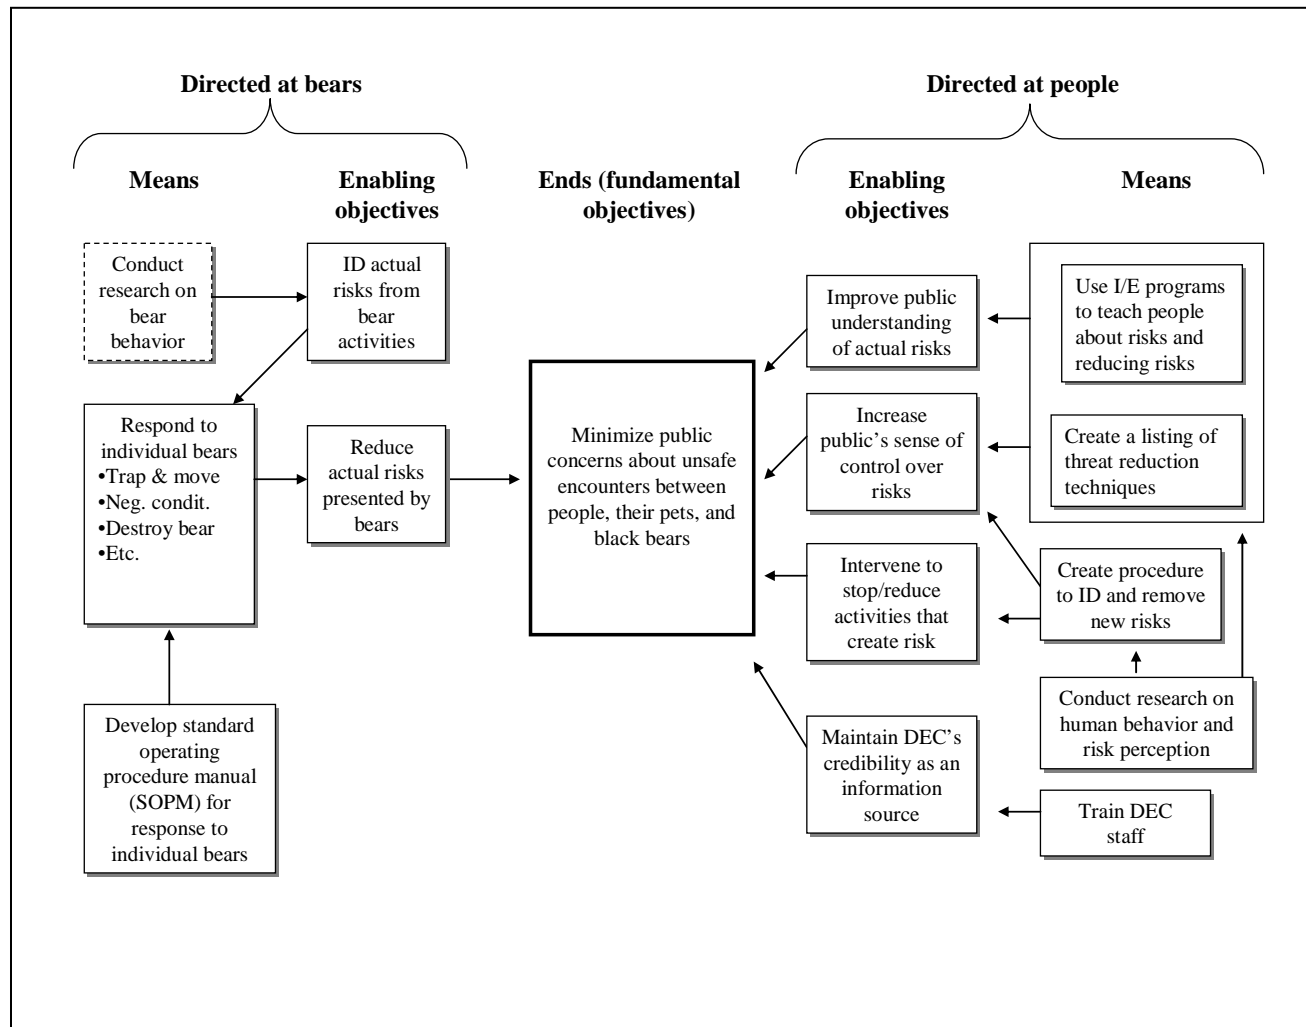 Directed at bears
Directed at people
Means
Enabling
objectives
Ends (fundamental
objectives)
Enabling
objectives
Means
Conduct
research on
bear
behavior
ID actual
risks from
bear
activities
Respond to
individual bears
•Trap & move
•Neg. condit.
•Destroy bear
•Etc.
Reduce
actual risks
presented by
bears
Develop standard
operating
procedure manual
(SOPM) for
response to
individual bears
Minimize public
concerns about unsafe
encounters between
people, their pets, and
black bears
Improve public
understanding
of actual risks
Increase
public’s sense of
control over
risks
Intervene to
stop/reduce
activities that
create risk
Maintain DEC’s
credibility as an
information
source
Use I/E programs
to teach people
about risks and
reducing risks
Create a listing of
threat reduction
techniques
Create procedure
to ID and remove
new risks
Conduct research on
human behavior and
risk perception
Train DEC
staff